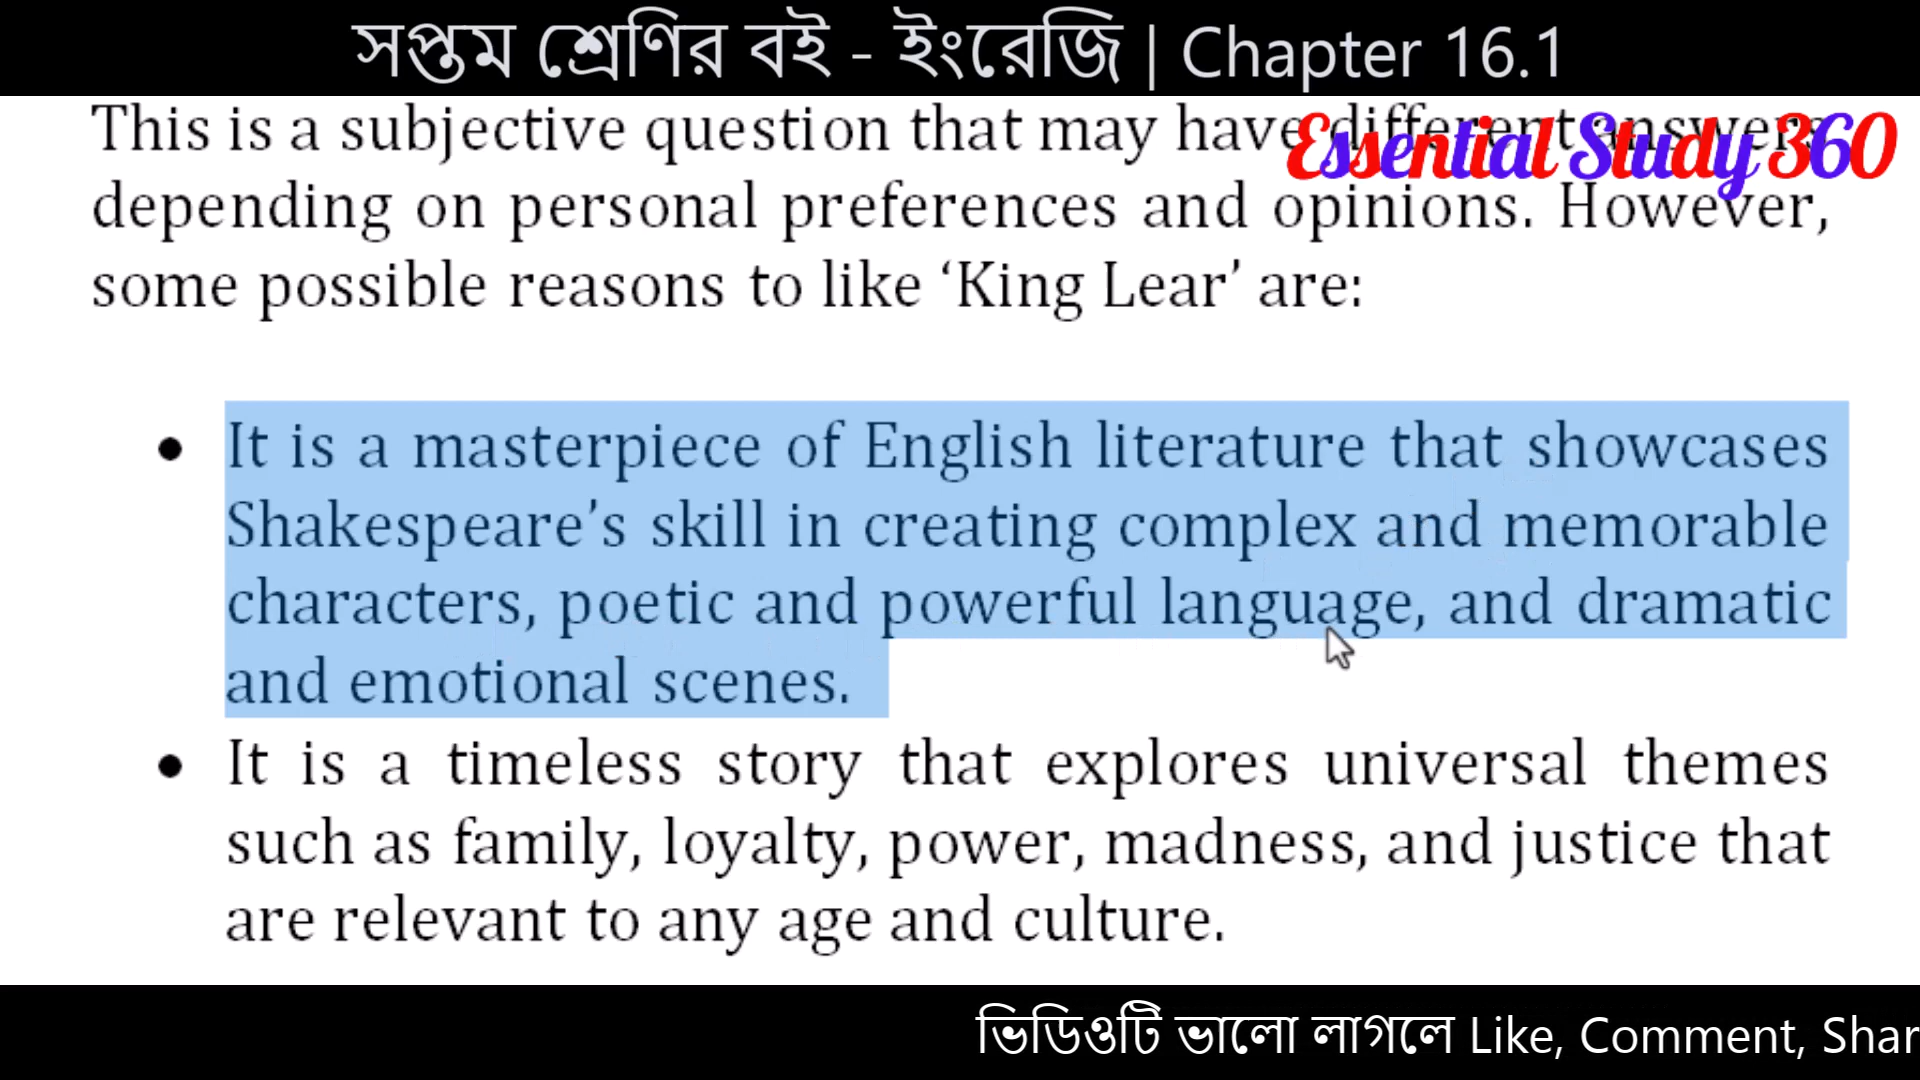 সপ্তম শ্রেণির বই - ইংরেজি | Chapter 16.1
This is a subjective question that may have different answers
Essential Study 360
depending on personal preferences and opinions. However,
some possible reasons to like ‘King Lear’ are:
• It is a masterpiece of English literature that showcases
Shakespeare’s skill in creating complex and memorable
characters, poetic and powerful language, and dramatic
and emotional scenes.
• It is a timeless story that explores universal themes
such as family, loyalty, power, madness, and justice that
are relevant to any age and culture.
ভিডিওটি ভালো লাগলে Like, Comment, Shar